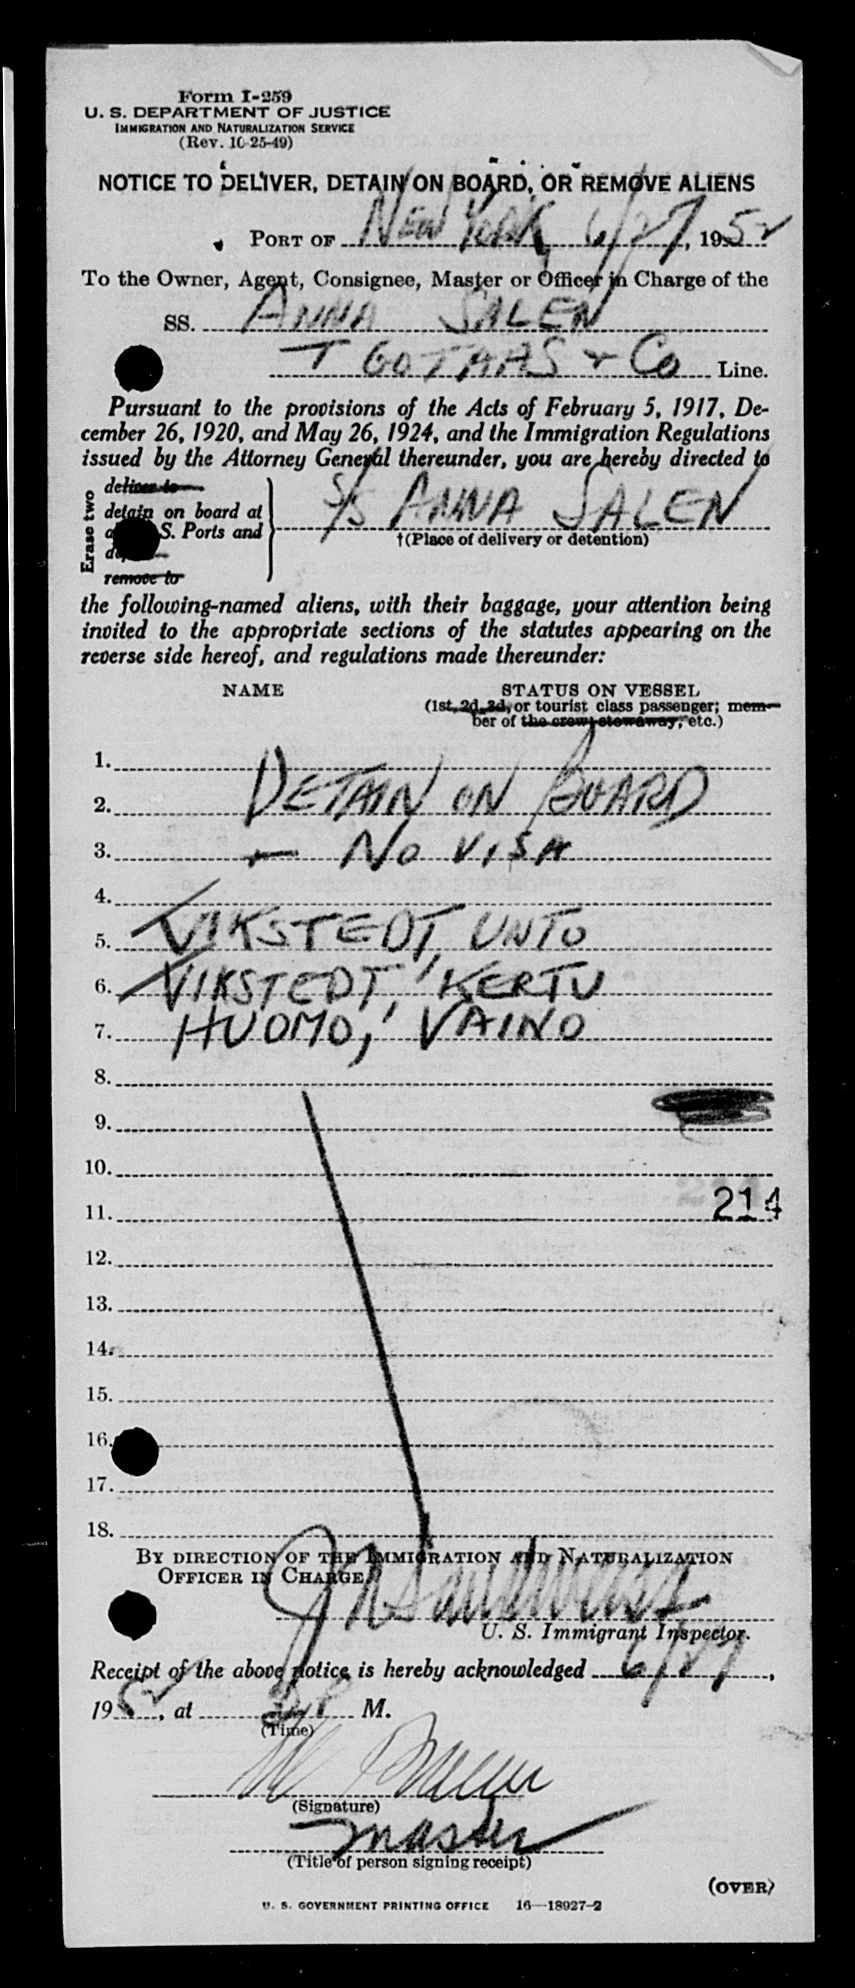 Form I-259
U. S. DEPARTMENT OF JUSTICE
IMMIGRATION AND NATURALIZATION SERVICE
(Rev. 10-25-49)
NOTICE TO DELIVER, DETAIN ON BOARD, OR REMOVE ALIENS
PORT OF NEW YORK, 6/27, 1952
To the Owner, Agent, Consignee, Master or Officer in Charge of the
SS. ANNA SALEN
T GOTAAS + Co Line.
Pursuant to the provisions of the Acts of February 5, 1917, De-
cember 26, 1920, and May 26, 1924, and the Immigration Regulations
issued by the Attorney General thereunder, you are hereby directed to
Erase two
deliver to
detain on board at
S. Ports and
remove to
S/S ANNA SALEN
†(Place of delivery or detention)
the following-named aliens, with their baggage, your attention being
invited to the appropriate sections of the statutes appearing on the
reverse side hereof, and regulations made thereunder:
NAME STATUS ON VESSEL
(1st, 2d, 3d, or tourist class passenger; mem-
ber of the crew, stowaway, etc.)
1.
2. DETAIN ON BOARD
3. — NO VISA
4.
5. VIKSTEDT, UNTO
6. VIKSTEDT, KERTU
7. HUOMO, VAINO
8.
9.
10.
11. 214
12.
13.
14.
15.
16.
17.
18.
BY DIRECTION OF THE IMMIGRATION AND NATURALIZATION
OFFICER IN CHARGE
U. S. Immigrant Inspector.
Receipt of the above notice is hereby acknowledged 6/27,
1952, at M.
(Time)
(Signature)
master
(Title of person signing receipt)
(OVER)
U. S. GOVERNMENT PRINTING OFFICE 16—18927-2